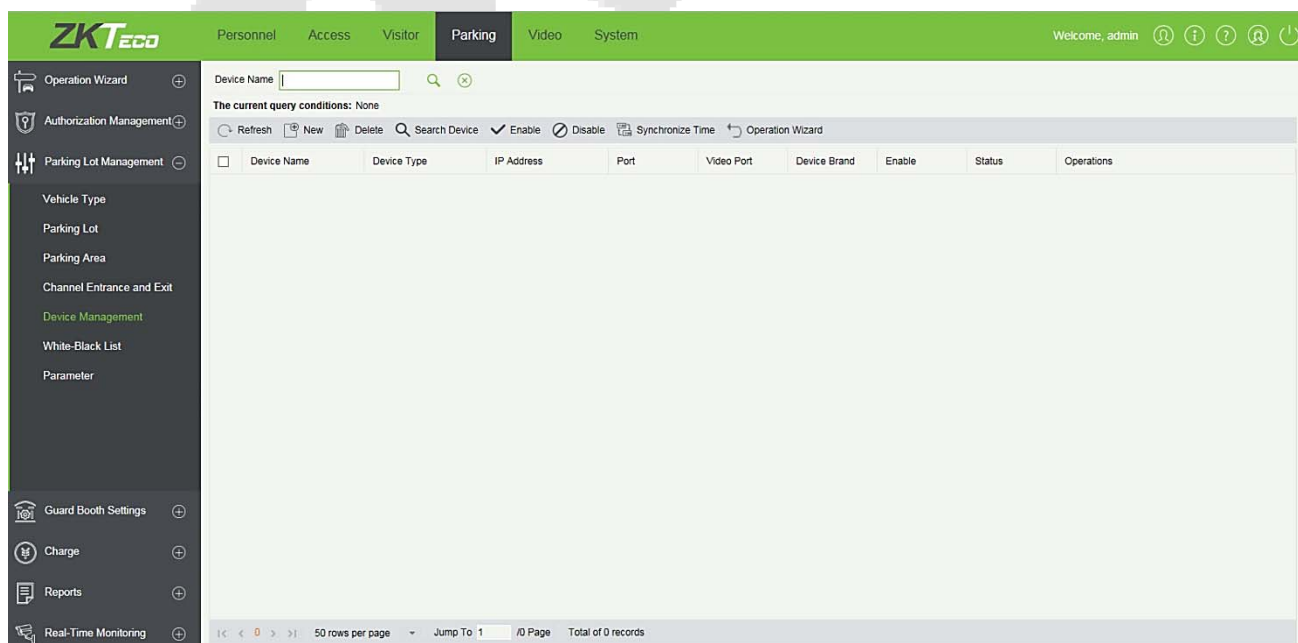 ZKTECO
Personnel Access Visitor Parking Video System
Welcome, admin
Operation Wizard
Authorization Management
Parking Lot Management
Vehicle Type
Parking Lot
Parking Area
Channel Entrance and Exit
Device Management
White-Black List
Parameter
Guard Booth Settings
Charge
Reports
Real-Time Monitoring
Device Name
The current query conditions: None
Refresh New Delete Search Device Enable Disable Synchronize Time Operation Wizard
Device Name Device Type IP Address Port Video Port Device Brand Enable Status Operations
0 50 rows per page Jump To 1 /0 Page Total of 0 records